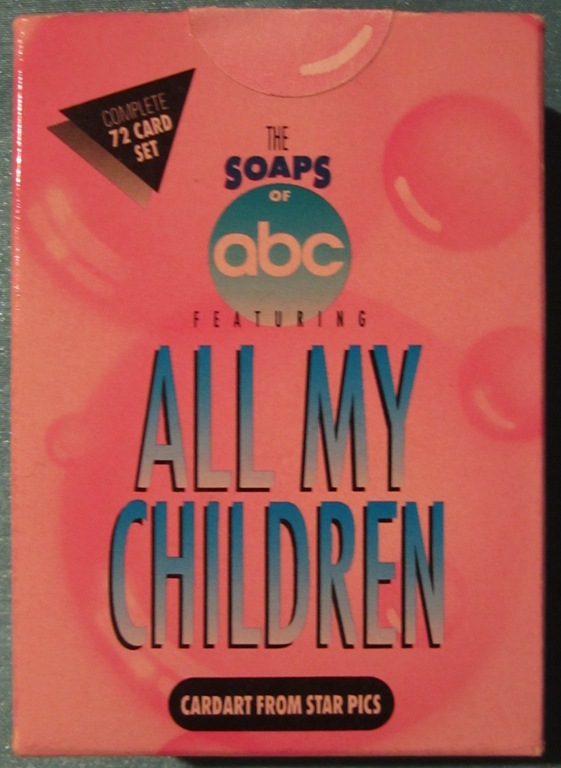 COMPLETE
72 CARD
SET
THE
SOAPS
OF
abc
FEATURING
ALL MY
CHILDREN
CARDART FROM STAR PICS